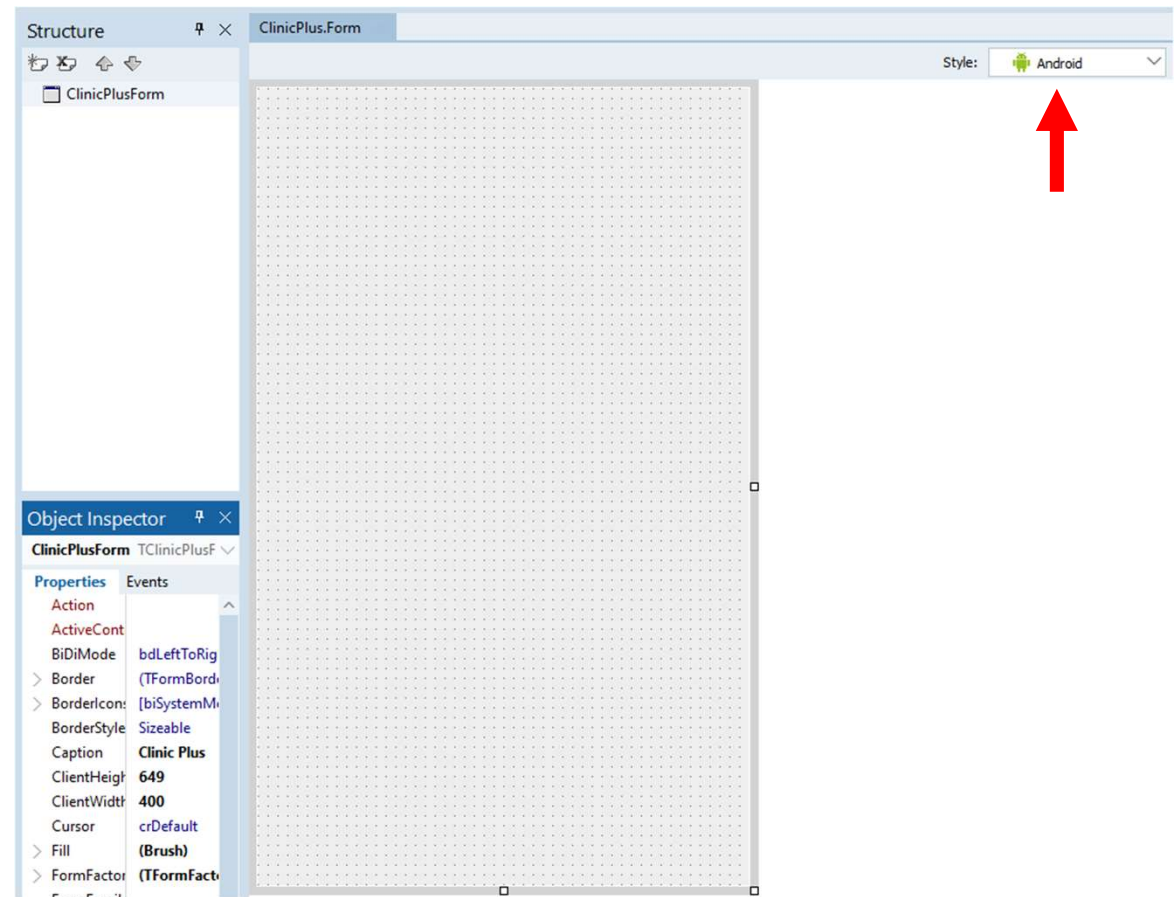 Structure
ClinicPlus.Form
Style: Android
ClinicPlusForm
Object Inspector
ClinicPlusForm TClinicPlusF
Properties Events
Action
ActiveCont
BiDiMode bdLeftToRig
Border (TFormBord
BorderIcon [biSystemM
BorderStyle Sizeable
Caption Clinic Plus
ClientHeigh 649
ClientWidth 400
Cursor crDefault
Fill (Brush)
FormFactor (TFormFact